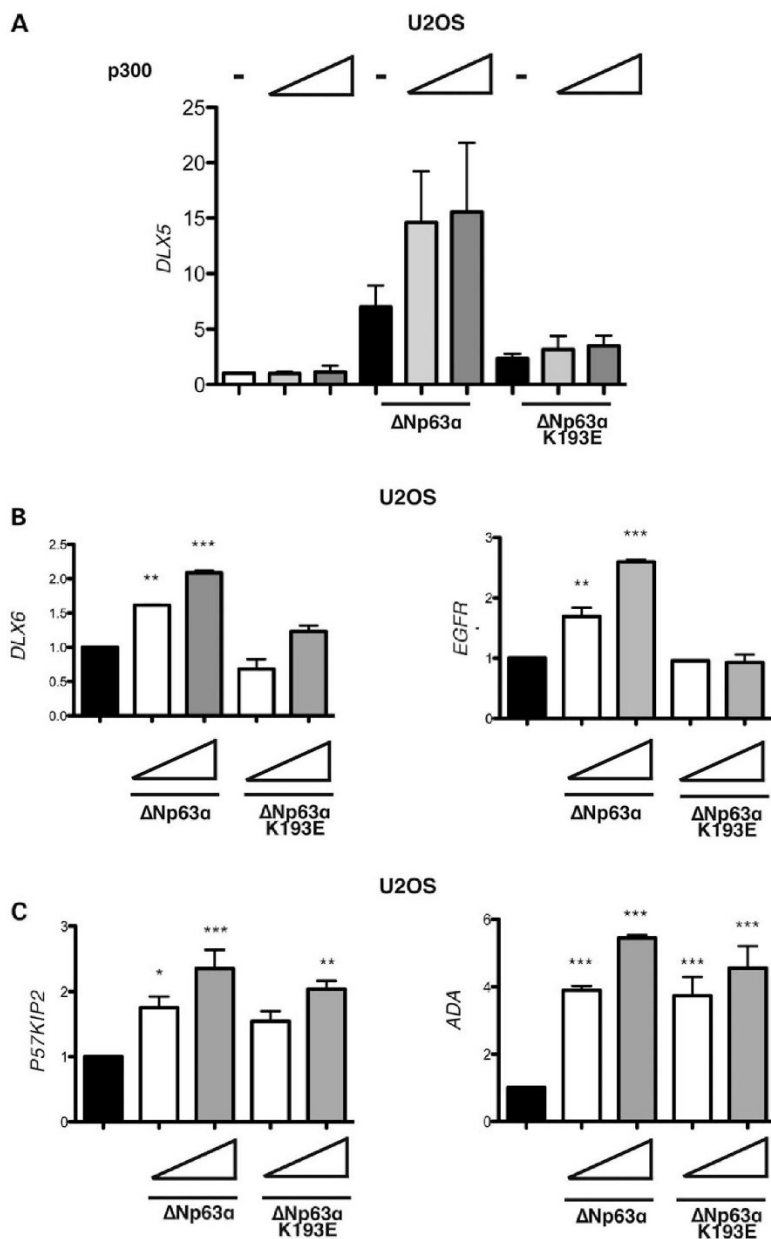 A
U2OS
p300 - - -
25
20
15
10
5
0
DLX5
ΔNp63α ΔNp63α
K193E
B
U2OS
2.5
2.0
1.5
1.0
0.5
0.0
DLX6
** ***
ΔNp63α ΔNp63α
K193E
3
2
1
0
EGFR
** ***
ΔNp63α ΔNp63α
K193E
C
U2OS
3
2
1
0
P57KIP2
* *** **
ΔNp63α ΔNp63α
K193E
6
4
2
0
ADA
*** *** *** ***
ΔNp63α ΔNp63α
K193E